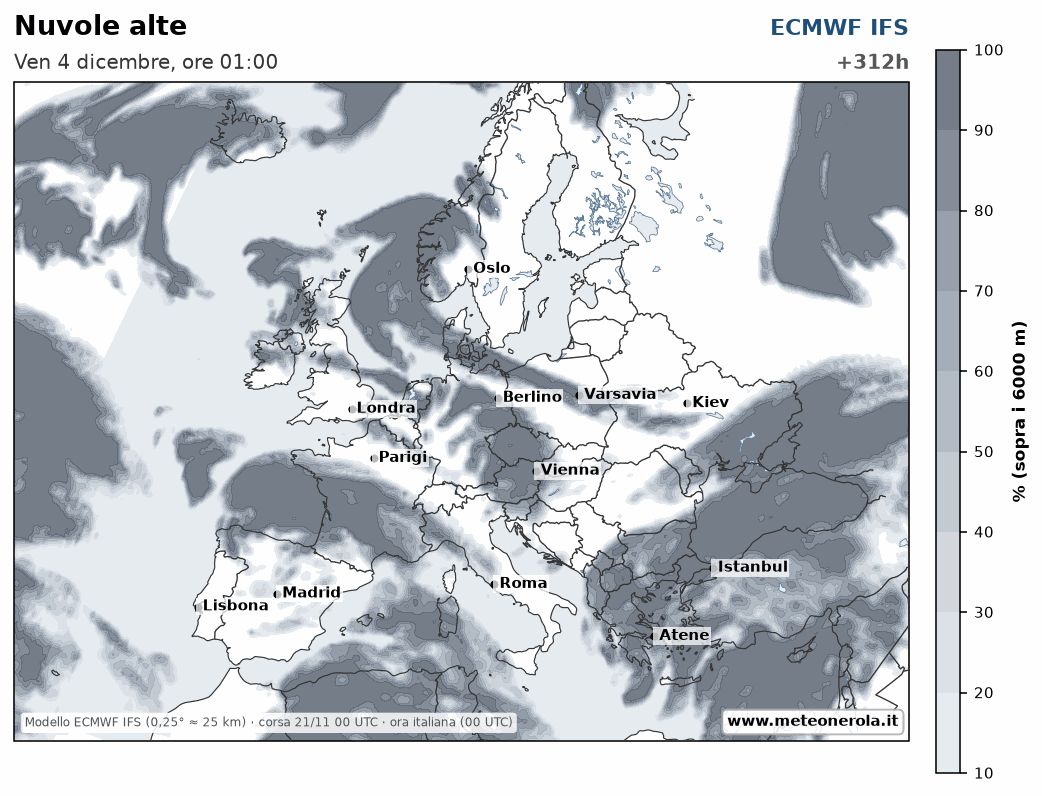 Nuvole alte
ECMWF IFS
Ven 4 dicembre, ore 01:00
+312h
Oslo
Londra
Berlino
Varsavia
Kiev
Parigi
Vienna
Istanbul
Roma
Madrid
Lisbona
Atene
Modello ECMWF IFS (0,25° ≈ 25 km) · corsa 21/11 00 UTC · ora italiana (00 UTC)
www.meteonerola.it
100
90
80
70
60
50
40
30
20
10
% (sopra i 6000 m)